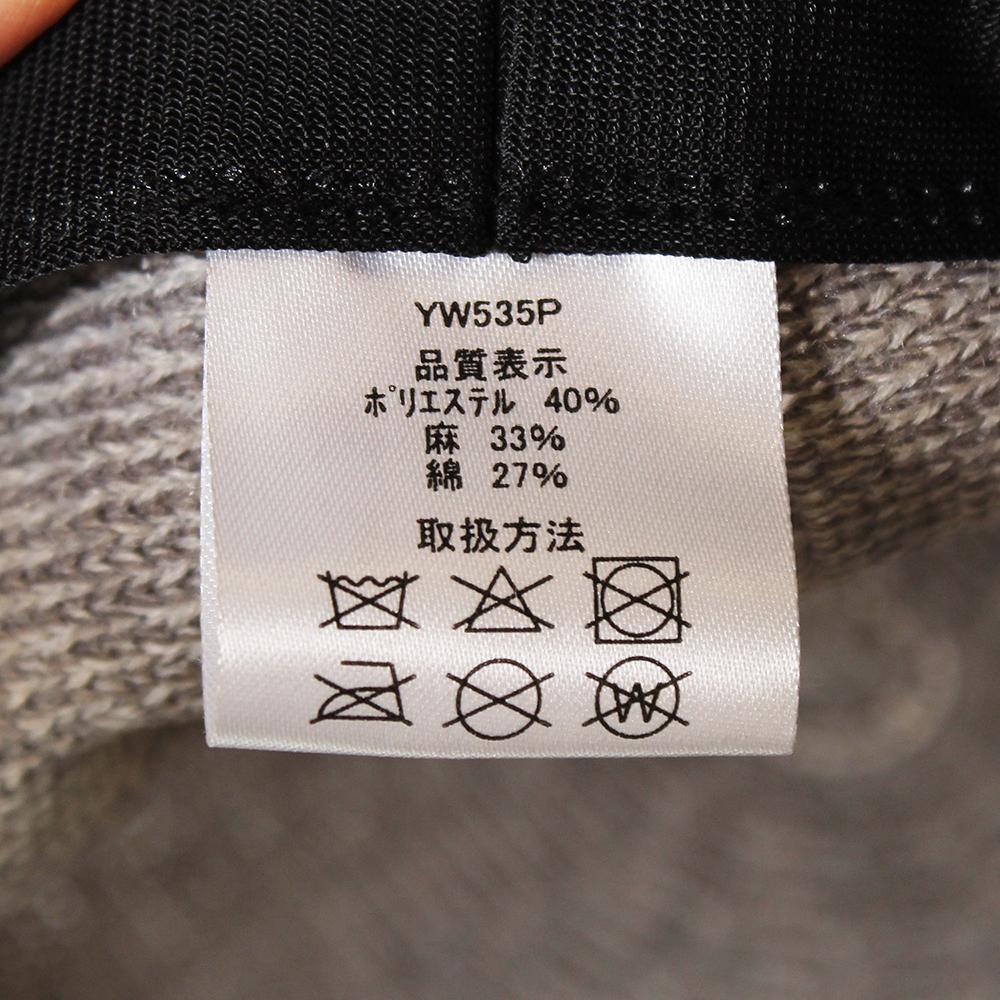 YW535P
品質表示
ポリエステル 40%
麻 33%
綿 27%
取扱方法
W